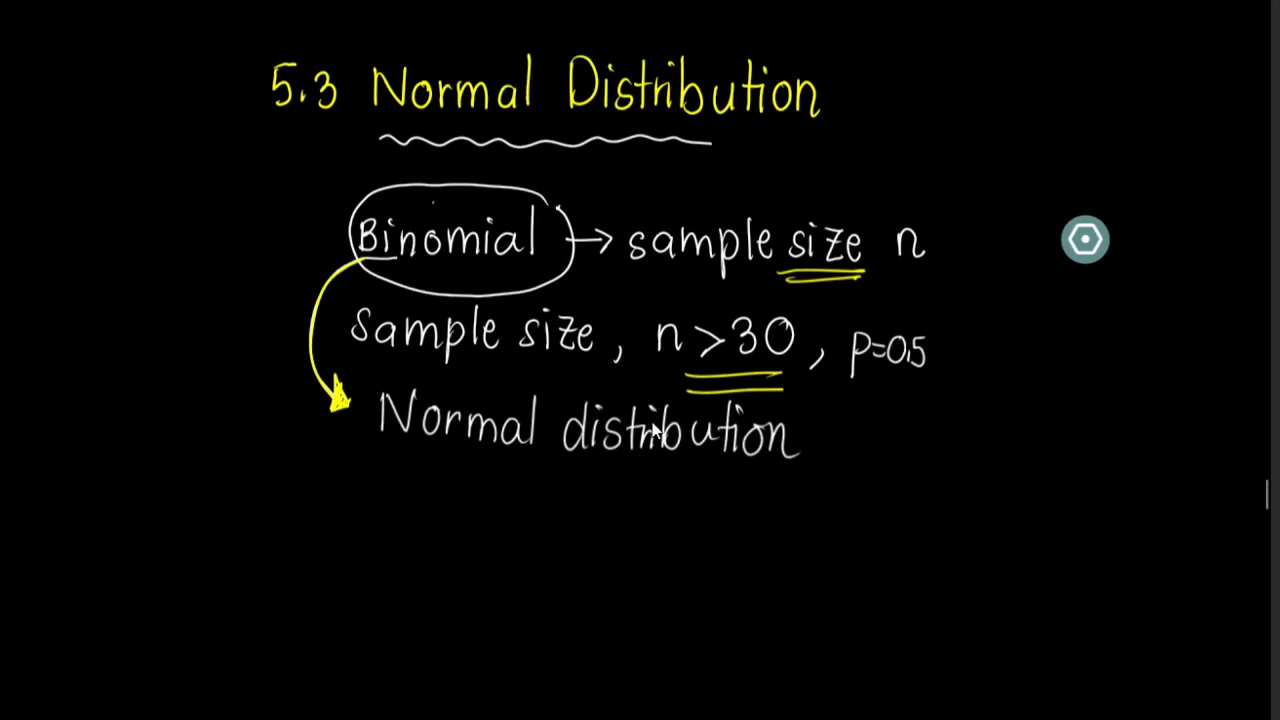 5.3 Normal Distribution
Binomial → sample size n
sample size, n > 30, p=0.5
Normal distribution